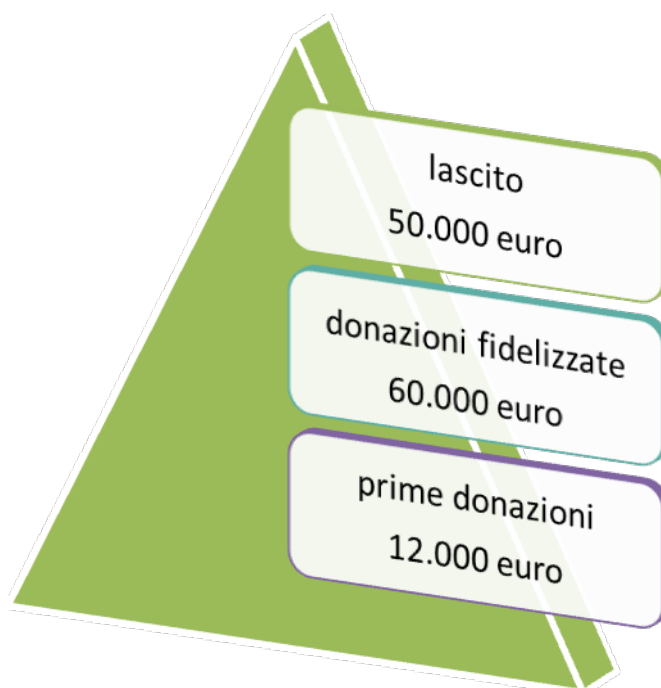 lascito
50.000 euro
donazioni fidelizzate
60.000 euro
prime donazioni
12.000 euro